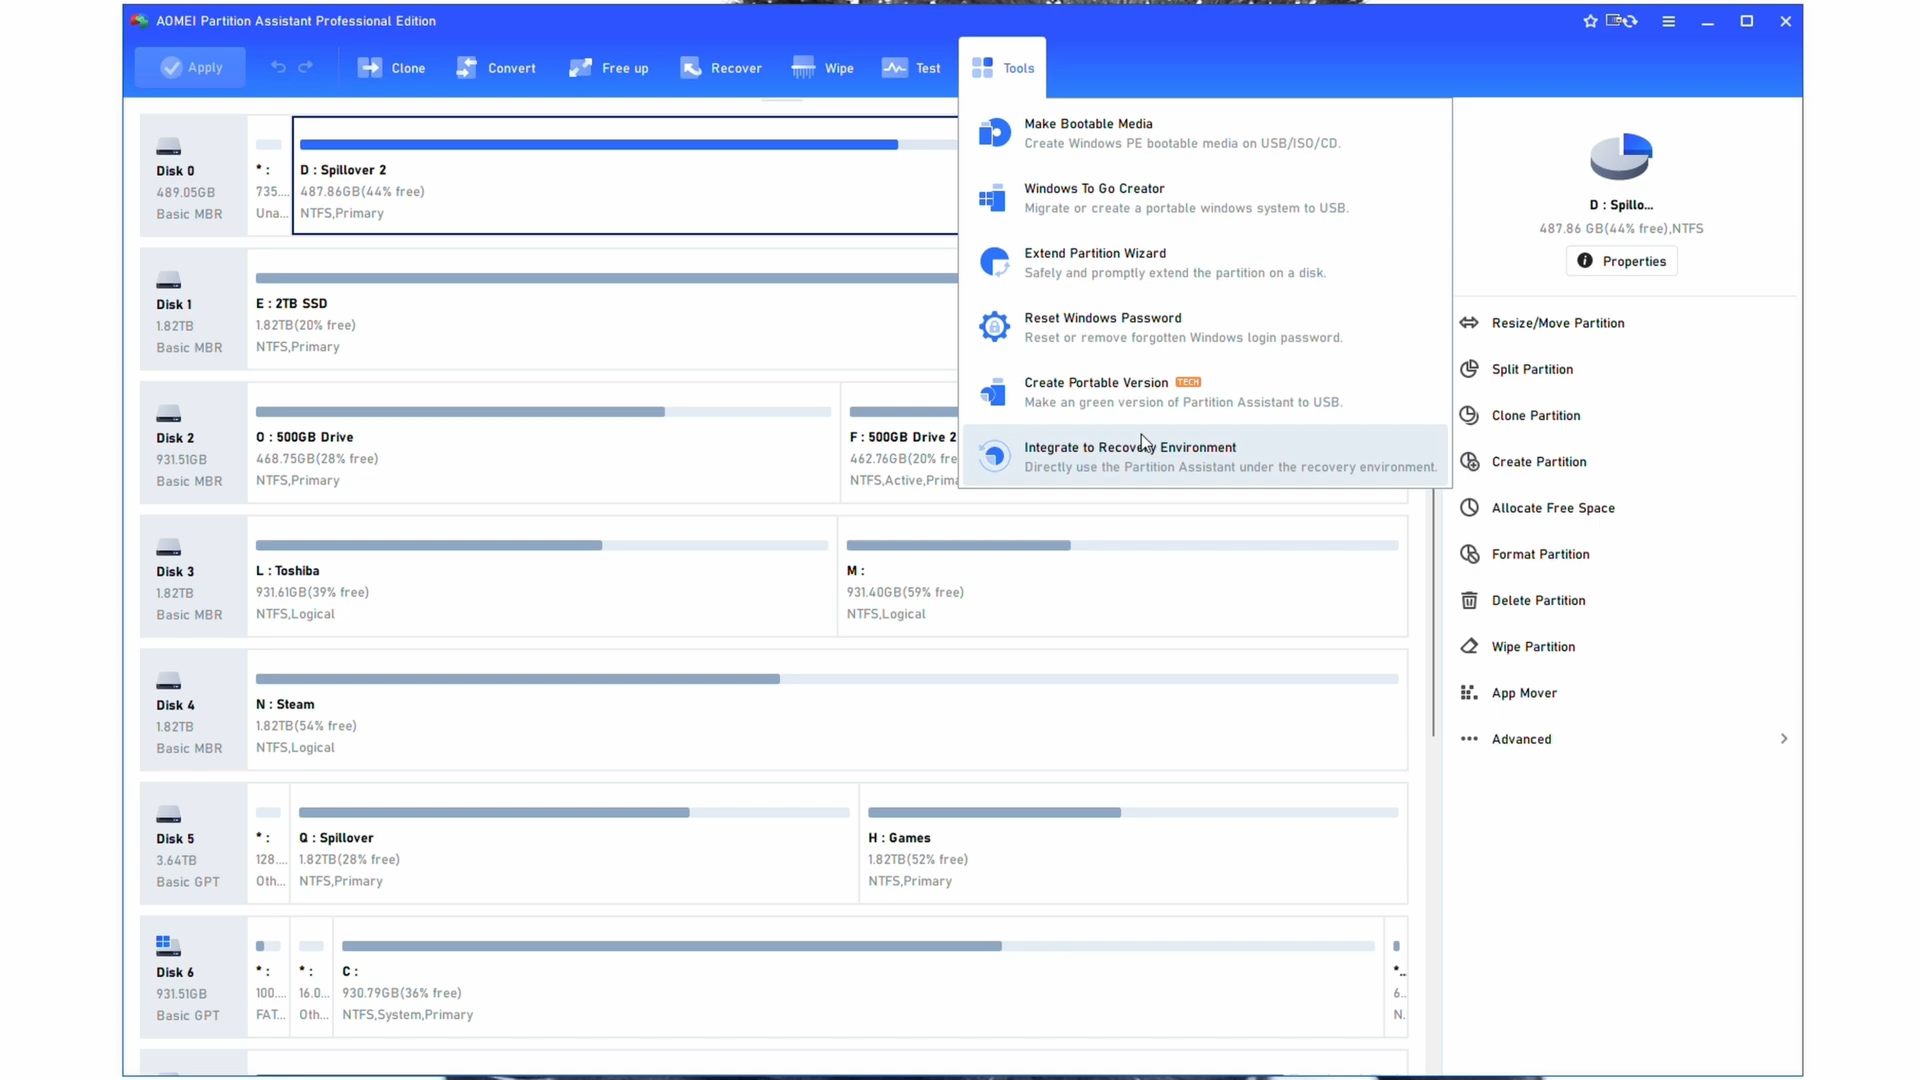 AOMEI Partition Assistant Professional Edition
Apply
Clone
Convert
Free up
Recover
Wipe
Test
Tools
Make Bootable Media
Create Windows PE bootable media on USB/ISO/CD.
Windows To Go Creator
Migrate or create a portable windows system to USB.
Extend Partition Wizard
Safely and promptly extend the partition on a disk.
Reset Windows Password
Reset or remove forgotten Windows login password.
Create Portable Version TECH
Make an green version of Partition Assistant to USB.
Integrate to Recovery Environment
Directly use the Partition Assistant under the recovery environment.
Disk 0
489.05GB
Basic MBR
* :
735....
Una...
D : Spillover 2
487.86GB(44% free)
NTFS,Primary
Disk 1
1.82TB
Basic MBR
E : 2TB SSD
1.82TB(20% free)
NTFS,Primary
Disk 2
931.51GB
Basic MBR
O : 500GB Drive
468.75GB(28% free)
NTFS,Primary
F : 500GB Drive 2
462.76GB(20% fre
NTFS,Active,Prima
Disk 3
1.82TB
Basic MBR
L : Toshiba
931.61GB(39% free)
NTFS,Logical
M :
931.40GB(59% free)
NTFS,Logical
Disk 4
1.82TB
Basic MBR
N : Steam
1.82TB(54% free)
NTFS,Logical
Disk 5
3.64TB
Basic GPT
* :
128....
Oth...
Q : Spillover
1.82TB(28% free)
NTFS,Primary
H : Games
1.82TB(52% free)
NTFS,Primary
Disk 6
931.51GB
Basic GPT
* :
100....
FAT...
* :
16.0...
Oth...
C :
930.79GB(36% free)
NTFS,System,Primary
*..
6..
N.
D : Spillo...
487.86 GB(44% free),NTFS
Properties
Resize/Move Partition
Split Partition
Clone Partition
Create Partition
Allocate Free Space
Format Partition
Delete Partition
Wipe Partition
App Mover
Advanced